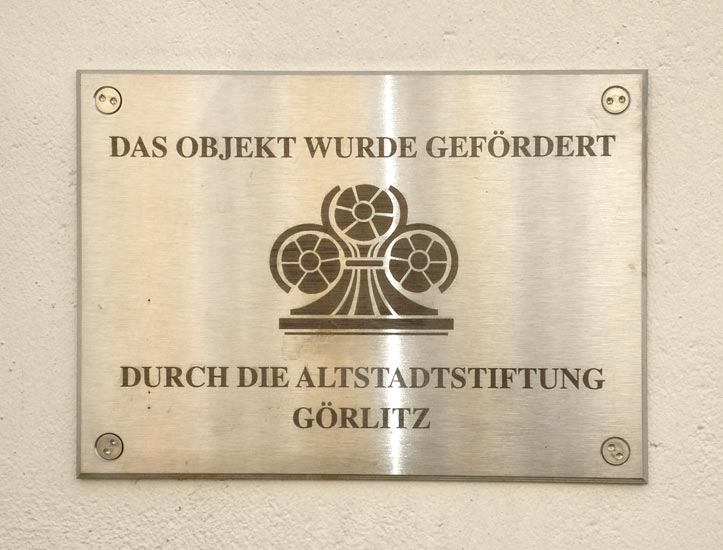 DAS OBJEKT WURDE GEFÖRDERT
DURCH DIE ALTSTADTSTIFTUNG
GÖRLITZ